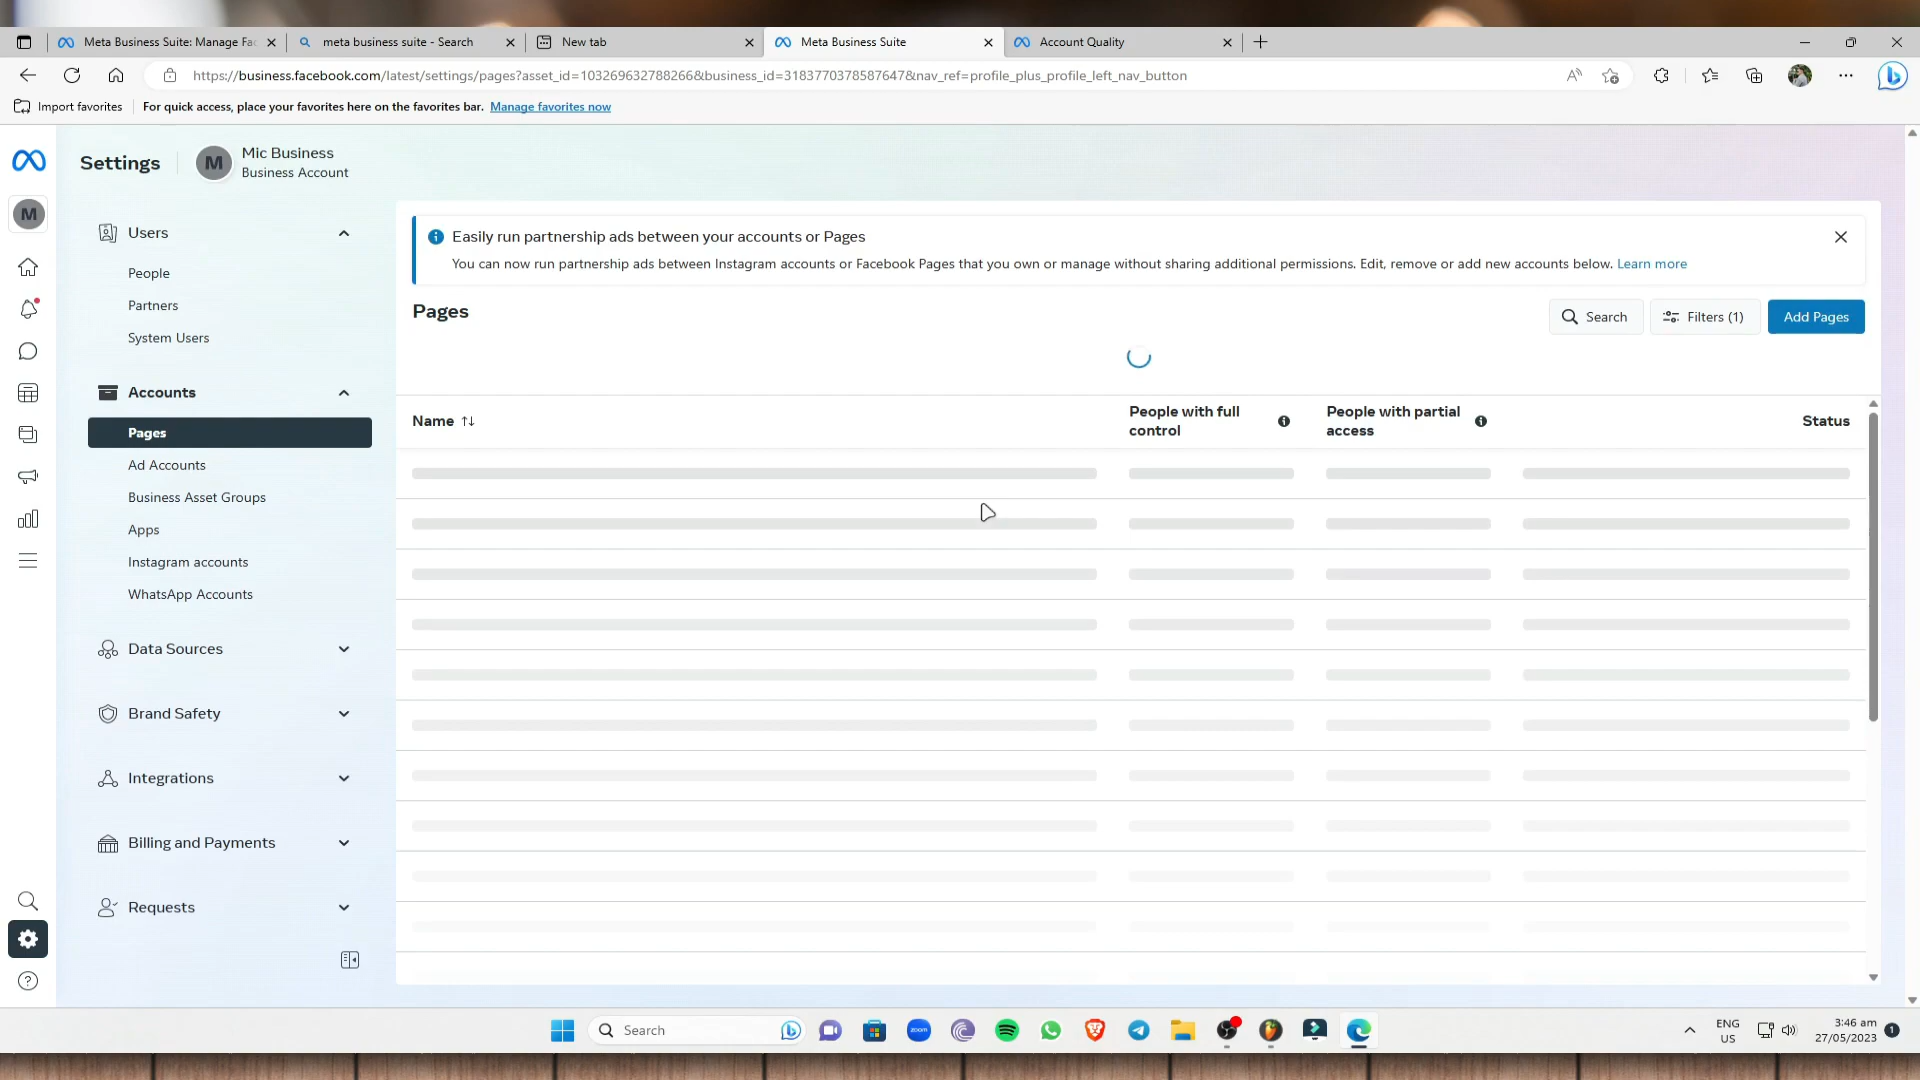 Meta Business Suite: Manage Fac
meta business suite - Search
New tab
Meta Business Suite
Account Quality
https://business.facebook.com/latest/settings/pages?asset_id=103269632788266&business_id=3183770378587647&nav_ref=profile_plus_profile_left_nav_button
Import favorites
For quick access, place your favorites here on the favorites bar. Manage favorites now
Settings
M
Mic Business
Business Account
M
Users
People
Partners
System Users
Accounts
Pages
Ad Accounts
Business Asset Groups
Apps
Instagram accounts
WhatsApp Accounts
Data Sources
Brand Safety
Integrations
Billing and Payments
Requests
Easily run partnership ads between your accounts or Pages
You can now run partnership ads between Instagram accounts or Facebook Pages that you own or manage without sharing additional permissions. Edit, remove or add new accounts below. Learn more
Pages
Search
Filters (1)
Add Pages
Name
People with full control
People with partial access
Status
Search
zoom
ENG
US
3:46 am
27/05/2023
1